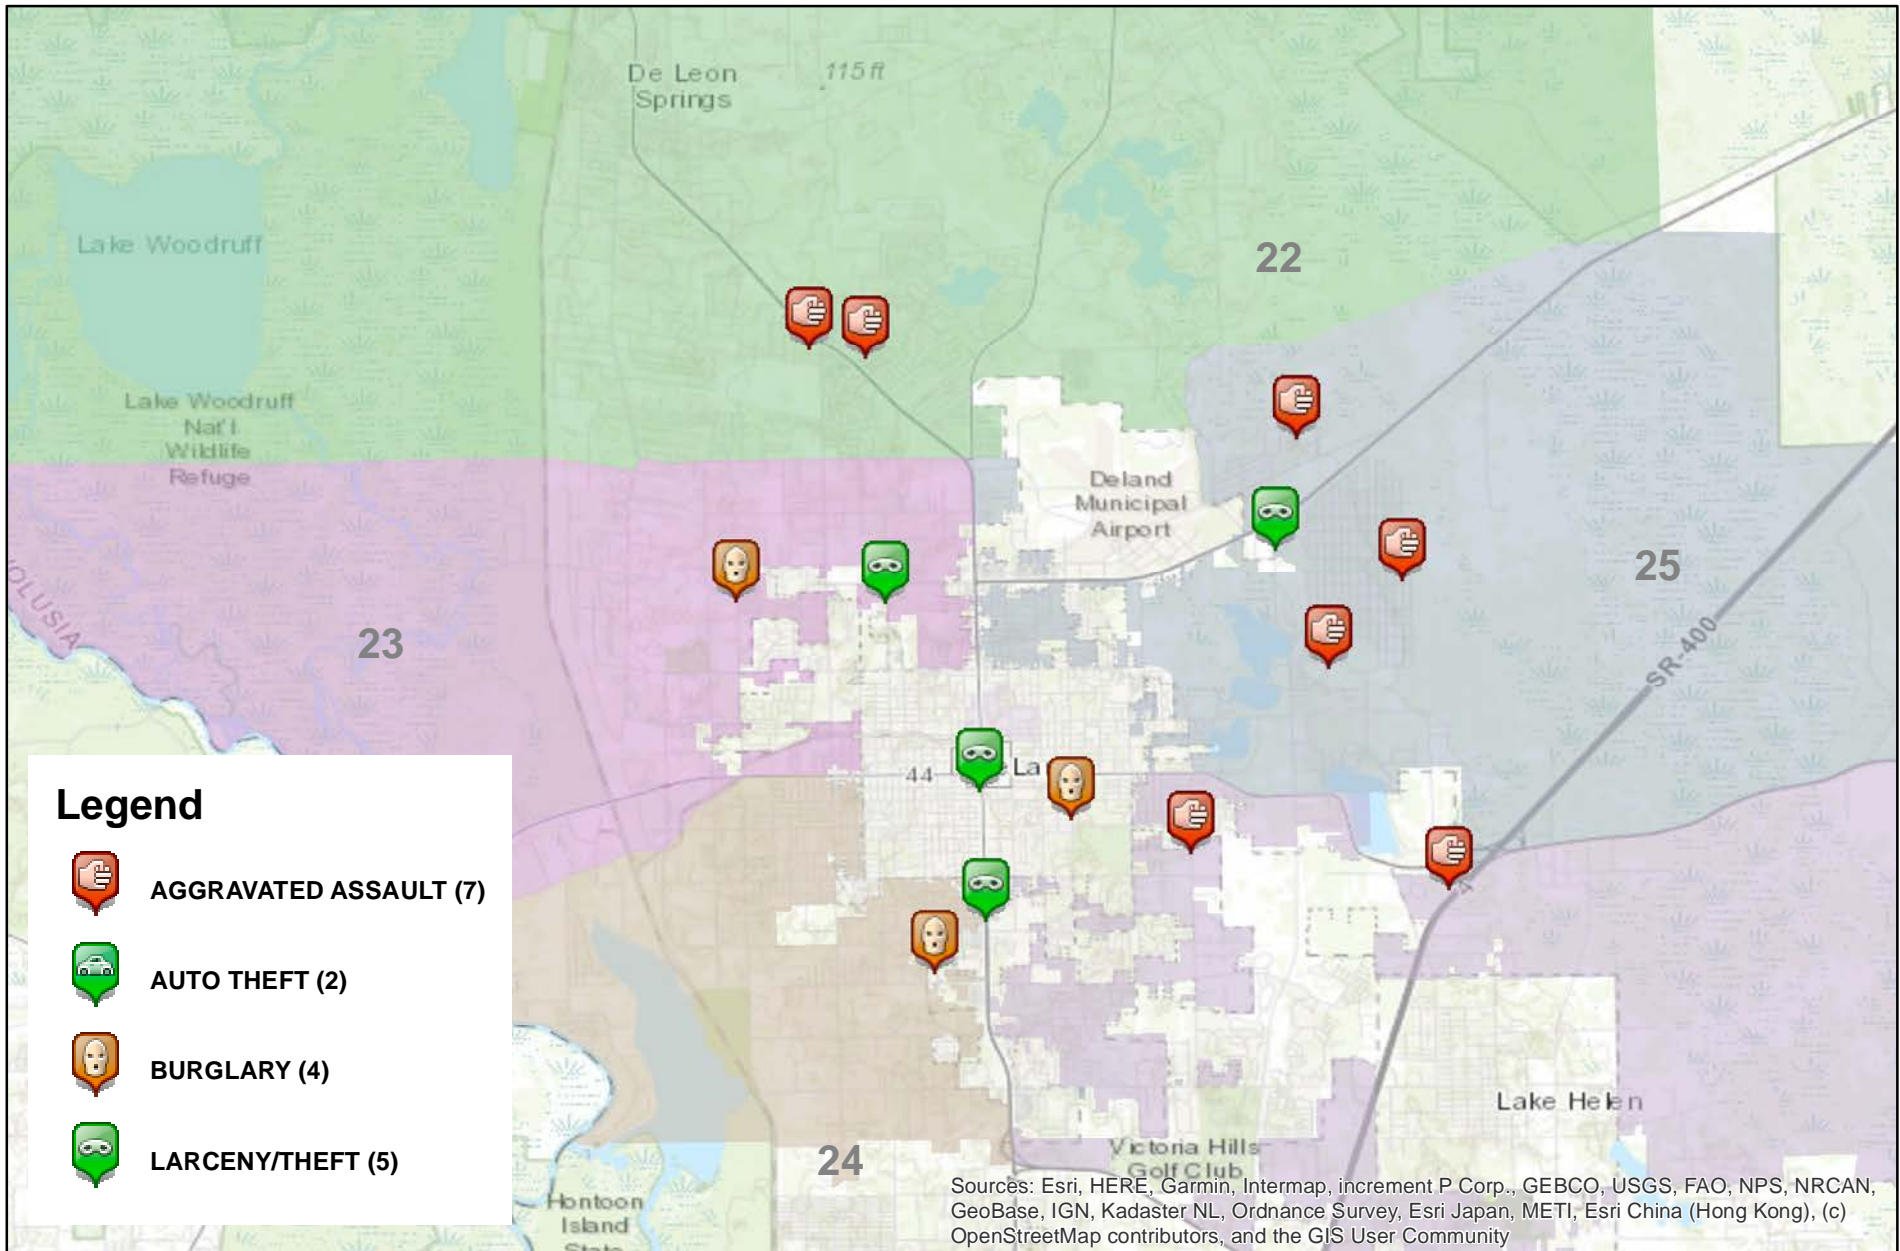 De Leon
Springs
115 ft
Lake Woodruff
22
Lake Woodruff
Nat'l
Wildlife
Refuge
Deland
Municipal
Airport
25
23
SR-400
44
La
Legend
AGGRAVATED ASSAULT (7)
AUTO THEFT (2)
BURGLARY (4)
LARCENY/THEFT (5)
Lake Helen
24
Victoria Hills
Golf Club
Hontoon
Island
State
Sources: Esri, HERE, Garmin, Intermap, increment P Corp., GEBCO, USGS, FAO, NPS, NRCAN,
GeoBase, IGN, Kadaster NL, Ordnance Survey, Esri Japan, METI, Esri China (Hong Kong), (c)
OpenStreetMap contributors, and the GIS User Community